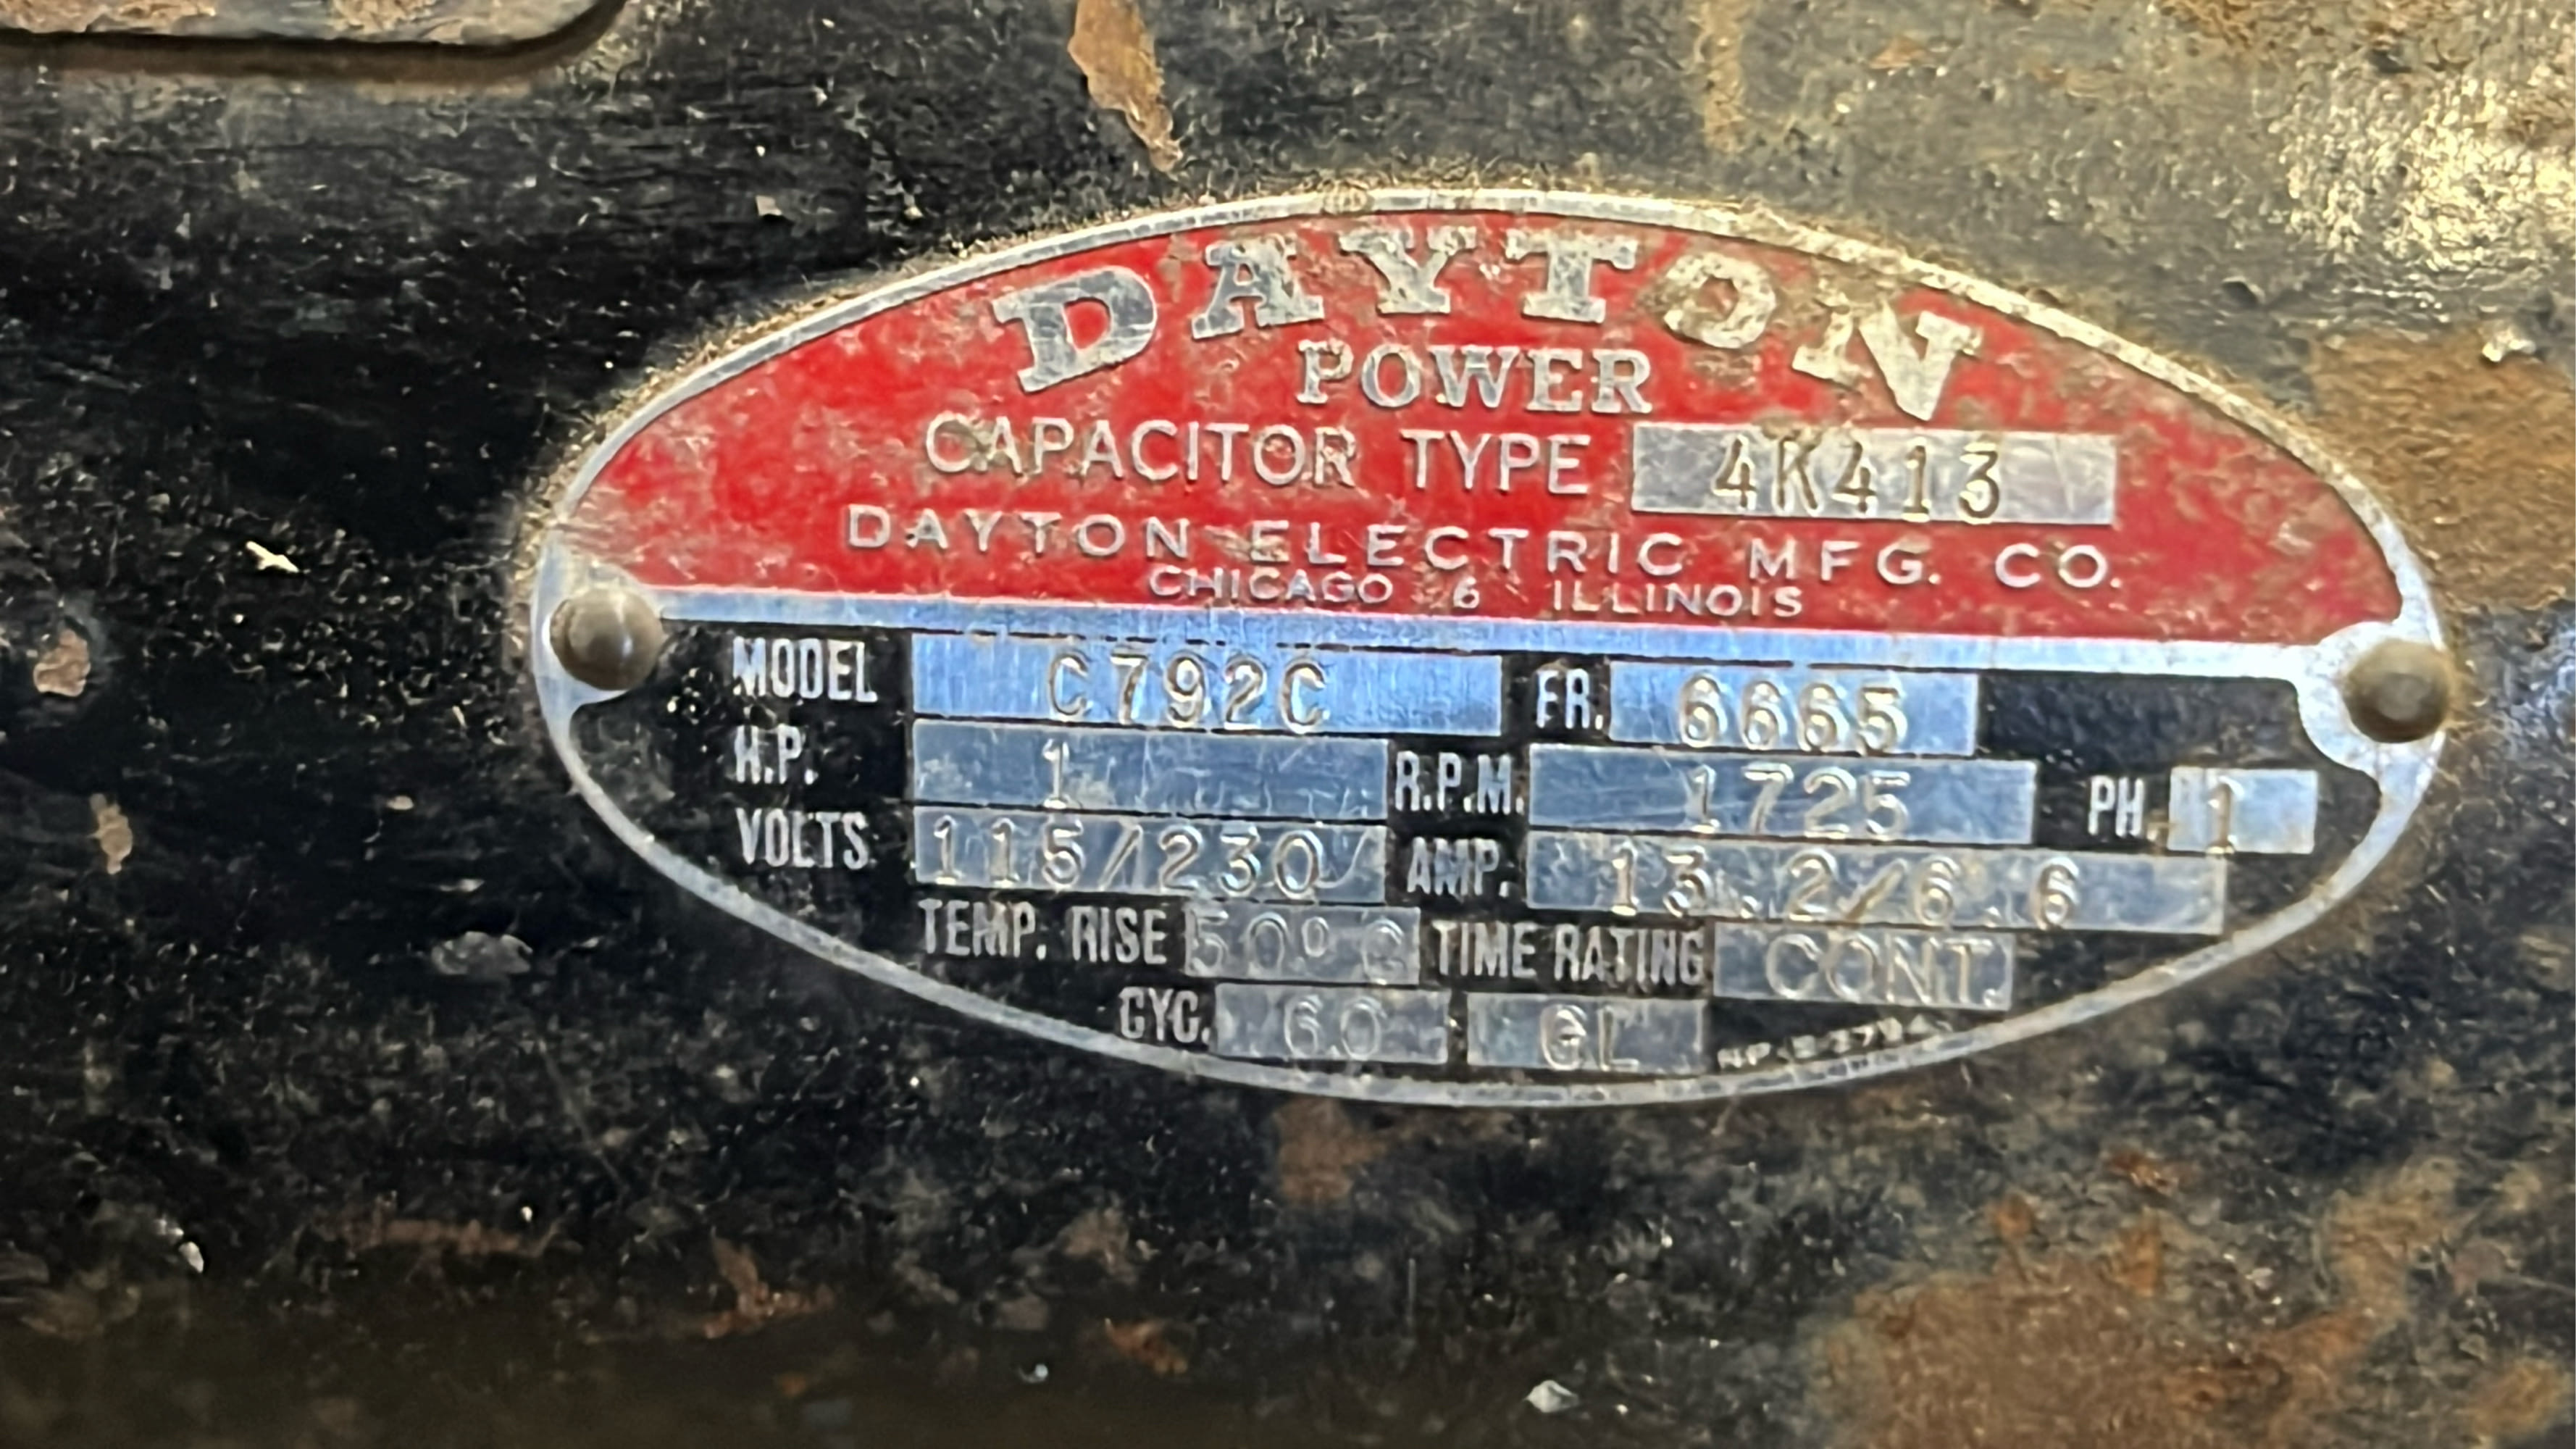 DAYTON
POWER
CAPACITOR TYPE 4K413
DAYTON ELECTRIC MFG. CO.
CHICAGO 6 ILLINOIS
MODEL C792C FR. 6665
H.P. 1 R.P.M. 1725 PH. 1
VOLTS 115/230/ AMP. 13.2/6.6
TEMP. RISE 50º C TIME RATING CONT.
CYC. 60 GL